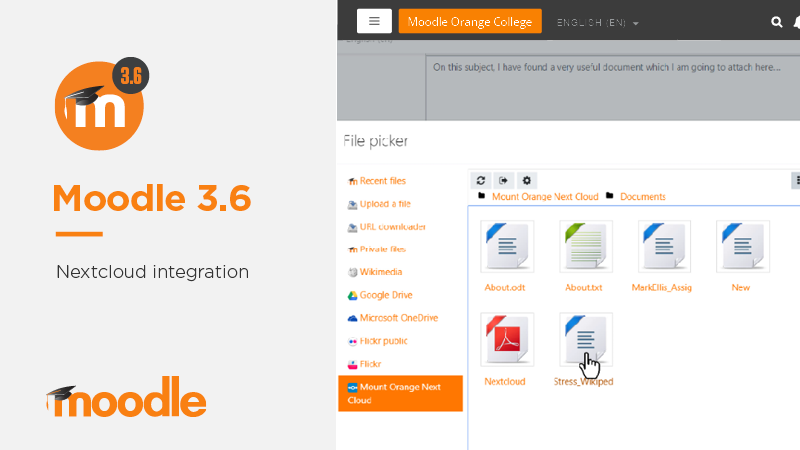 3.6
m
Moodle 3.6
Nextcloud integration
moodle
Moodle Orange College
ENGLISH (EN)
On this subject, I have found a very useful document which I am going to attach here....
File picker
Recent files
Upload a file
URL downloader
Private files
Wikimedia
Google Drive
Microsoft OneDrive
Flickr public
Flickr
Mount Orange Next
Cloud
Mount Orange Next Cloud Documents
About.odt About.txt MarkEllis_Assig New
Nextcloud Stress_Wikiped